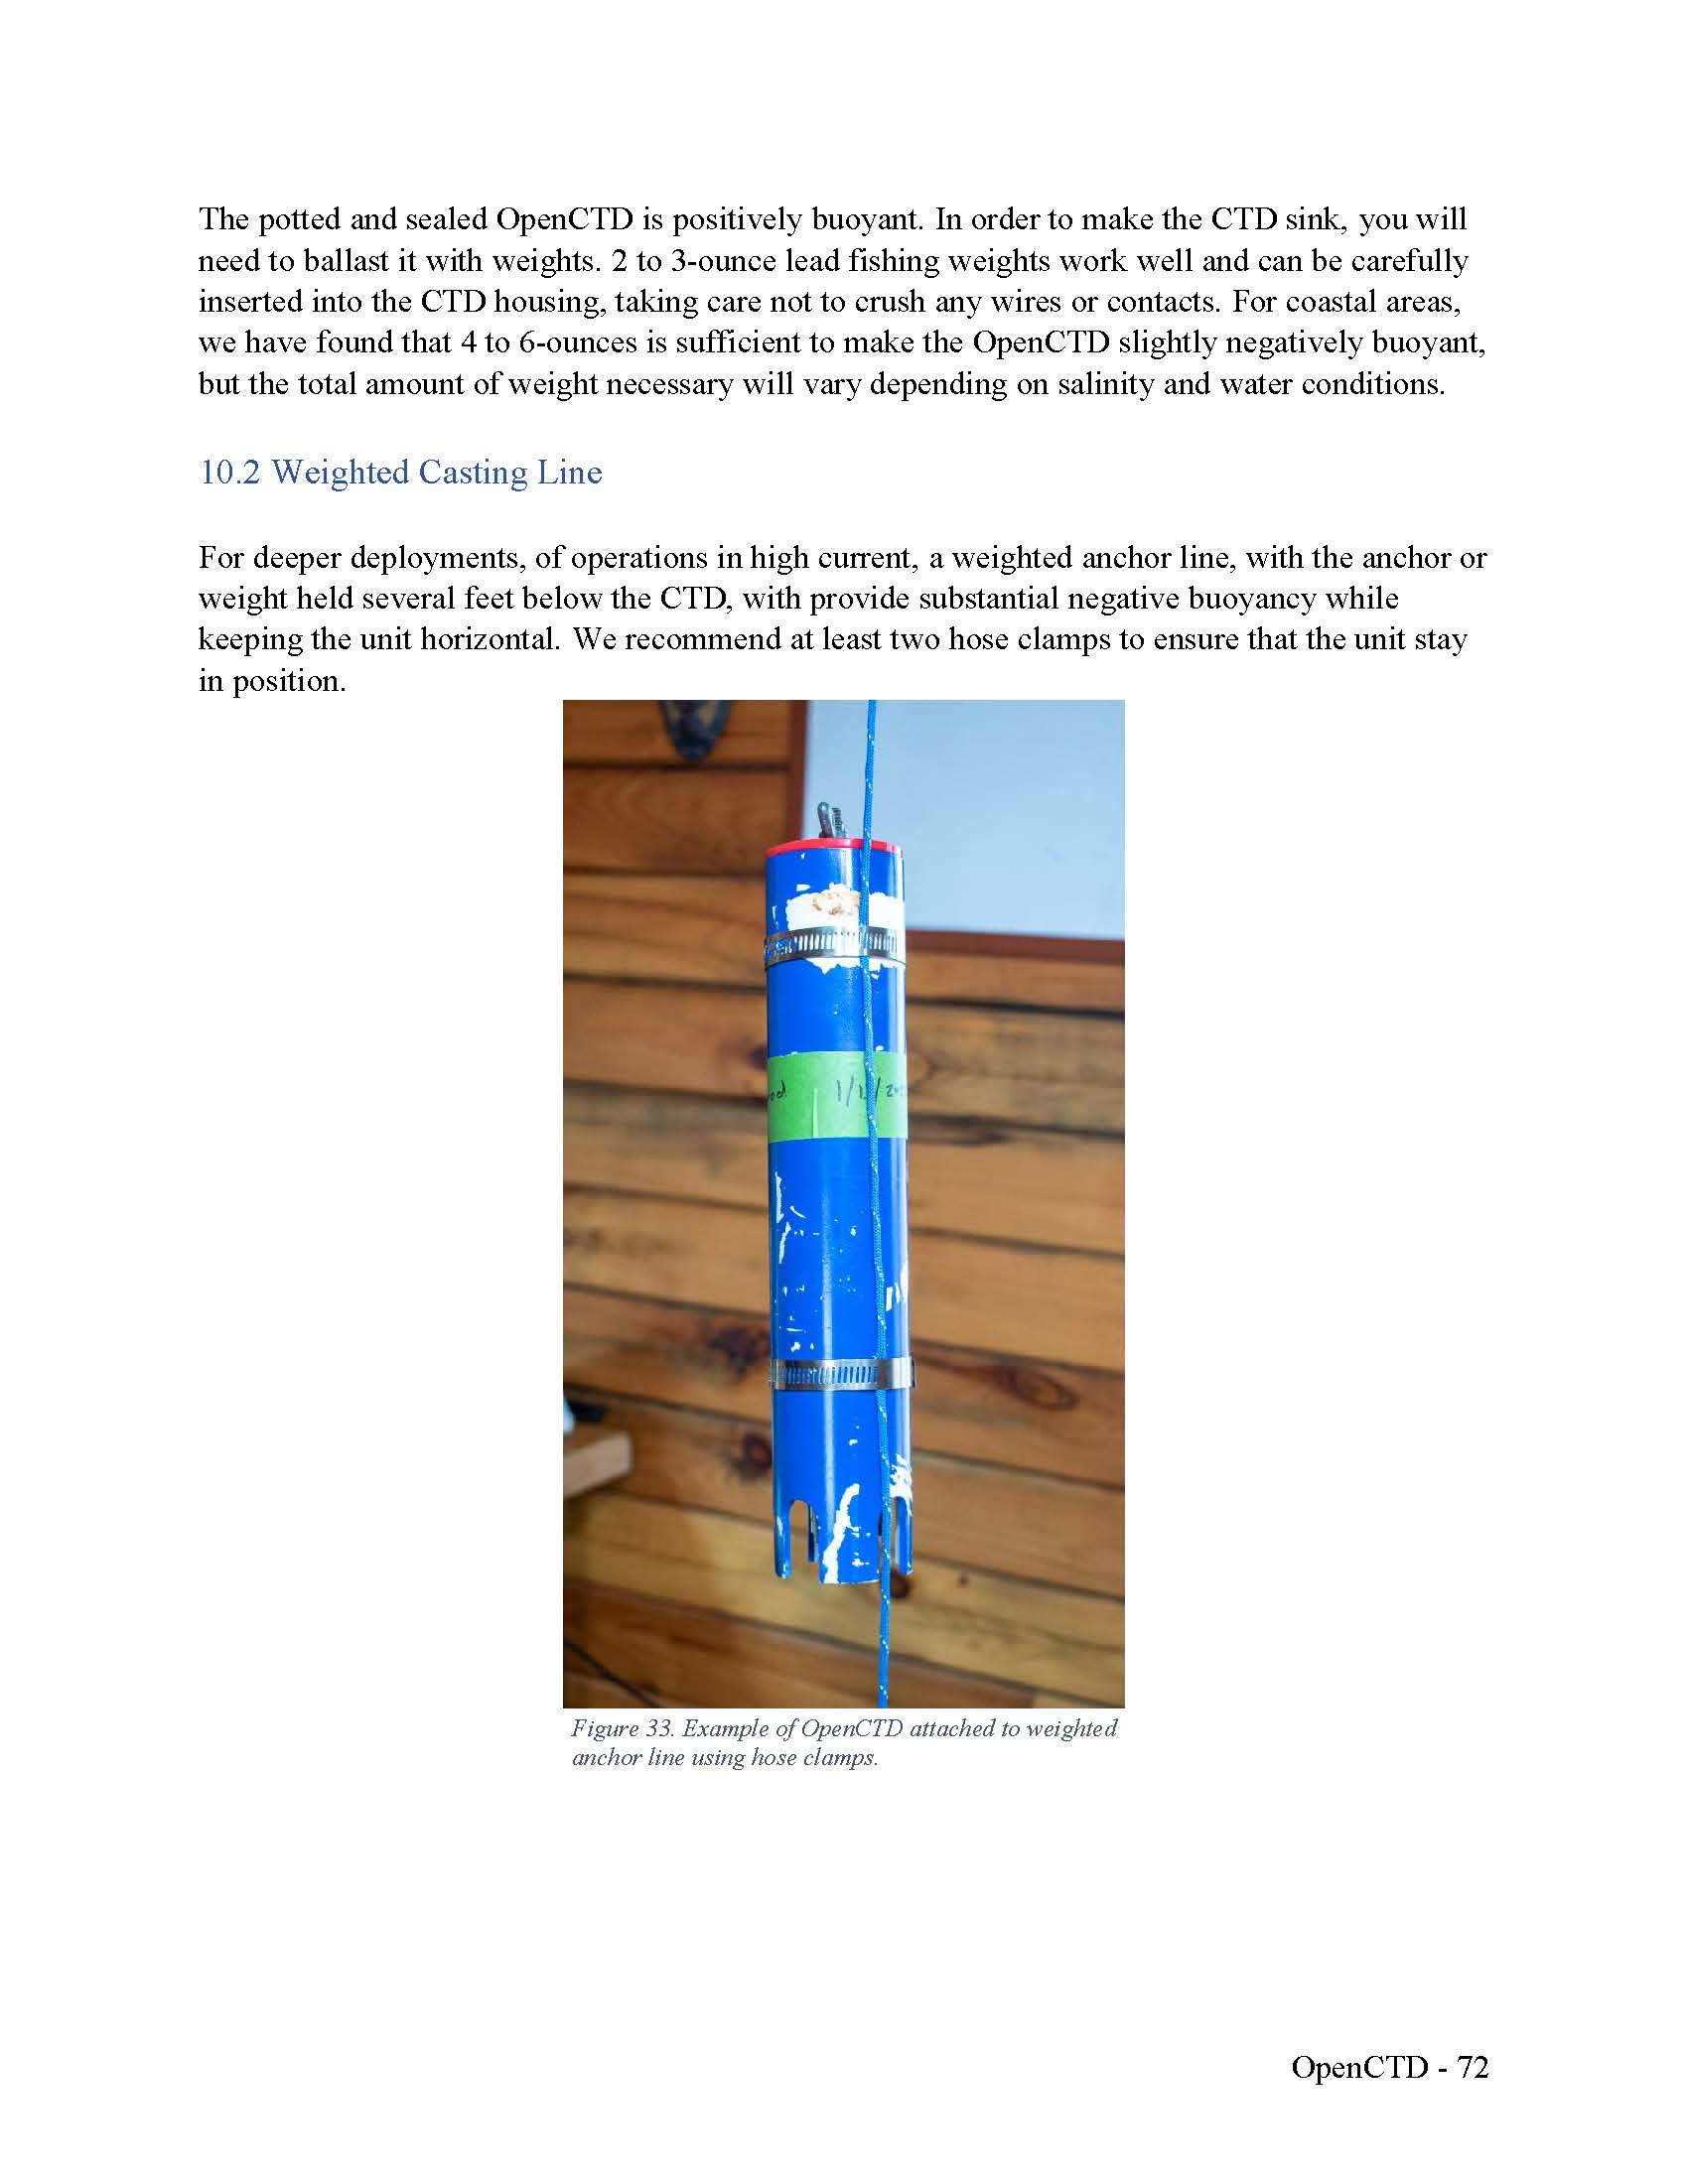 The potted and sealed OpenCTD is positively buoyant. In order to make the CTD sink, you will
need to ballast it with weights. 2 to 3-ounce lead fishing weights work well and can be carefully
inserted into the CTD housing, taking care not to crush any wires or contacts. For coastal areas,
we have found that 4 to 6-ounces is sufficient to make the OpenCTD slightly negatively buoyant,
but the total amount of weight necessary will vary depending on salinity and water conditions.
10.2 Weighted Casting Line
For deeper deployments, of operations in high current, a weighted anchor line, with the anchor or
weight held several feet below the CTD, with provide substantial negative buoyancy while
keeping the unit horizontal. We recommend at least two hose clamps to ensure that the unit stay
in position.
Figure 33. Example of OpenCTD attached to weighted
anchor line using hose clamps.
OpenCTD - 72